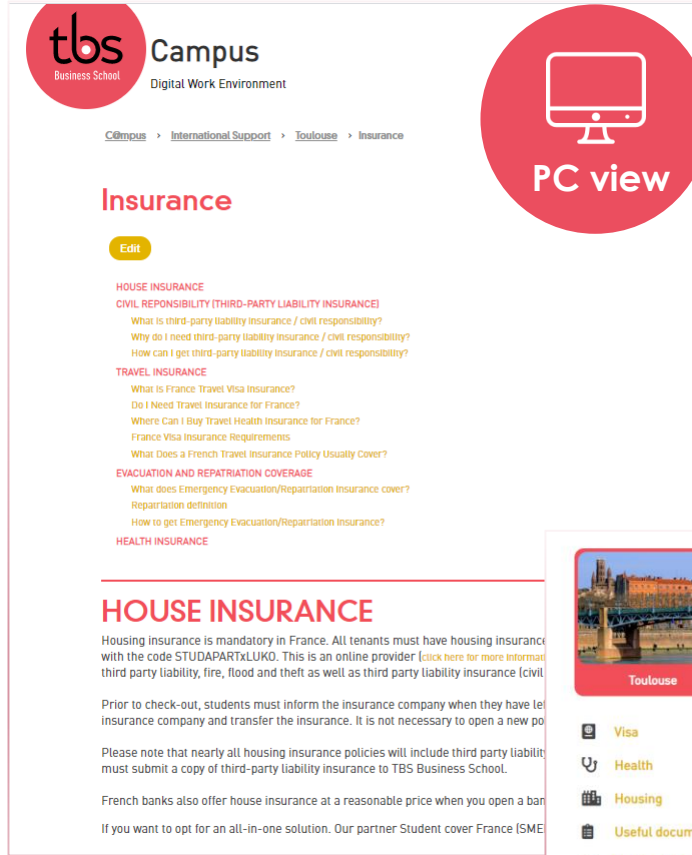 tbs
Business School
Campus
Digital Work Environment
PC view
C@mpus > International Support > Toulouse > Insurance
Insurance
Edit
HOUSE INSURANCE
CIVIL REPONSIBILITY (THIRD-PARTY LIABILITY INSURANCE)
What is third-party liability insurance / civil responsibility?
Why do I need third-party liability insurance / civil responsibility?
How can I get third-party liability insurance / civil responsibility?
TRAVEL INSURANCE
What is France Travel Visa Insurance?
Do I Need Travel Insurance for France?
Where Can I Buy Travel Health Insurance for France?
France Visa Insurance Requirements
What Does a French Travel Insurance Policy Usually Cover?
EVACUATION AND REPATRIATION COVERAGE
What does Emergency Evacuation/Repatriation Insurance cover?
Repatriation definition
How to get Emergency Evacuation/Repatriation Insurance?
HEALTH INSURANCE
HOUSE INSURANCE
Housing insurance is mandatory in France. All tenants must have housing insurance
with the code STUDAPARTxLUKO. This is an online provider (click here for more
third party liability, fire, flood and theft as well as third party liability insurance (civil
Prior to check-out, students must inform the insurance company when they have
insurance company and transfer the insurance. It is not necessary to open a new
Please note that nearly all housing insurance policies will include third party liability
must submit a copy of third-party liability insurance to TBS Business School.
French banks also offer house insurance at a reasonable price when you open a
If you want to opt for an all-in-one solution. Our partner Student cover France (SME
Toulouse
Visa
Health
Housing
Useful